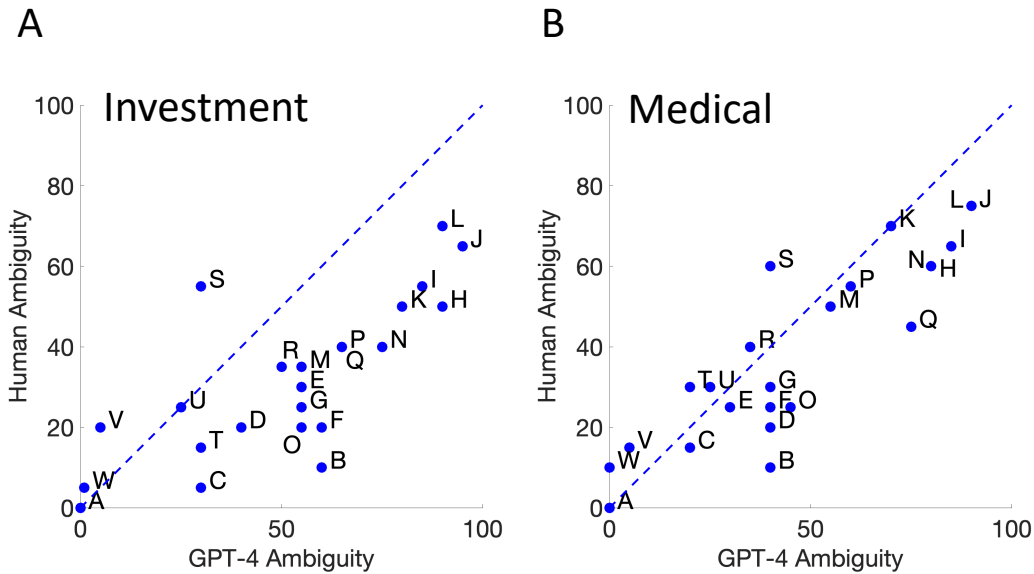 A
B
Investment
Medical
100
80
60
40
20
0
0
50
100
Human Ambiguity
GPT-4 Ambiguity
L
J
S
I
K
H
R
M
P
Q
N
E
U
G
V
D
O
F
T
B
W
C
A
100
80
60
40
20
0
0
50
100
Human Ambiguity
GPT-4 Ambiguity
L
J
K
I
S
N
H
P
M
Q
R
T
U
G
E
F
O
D
V
C
W
B
A